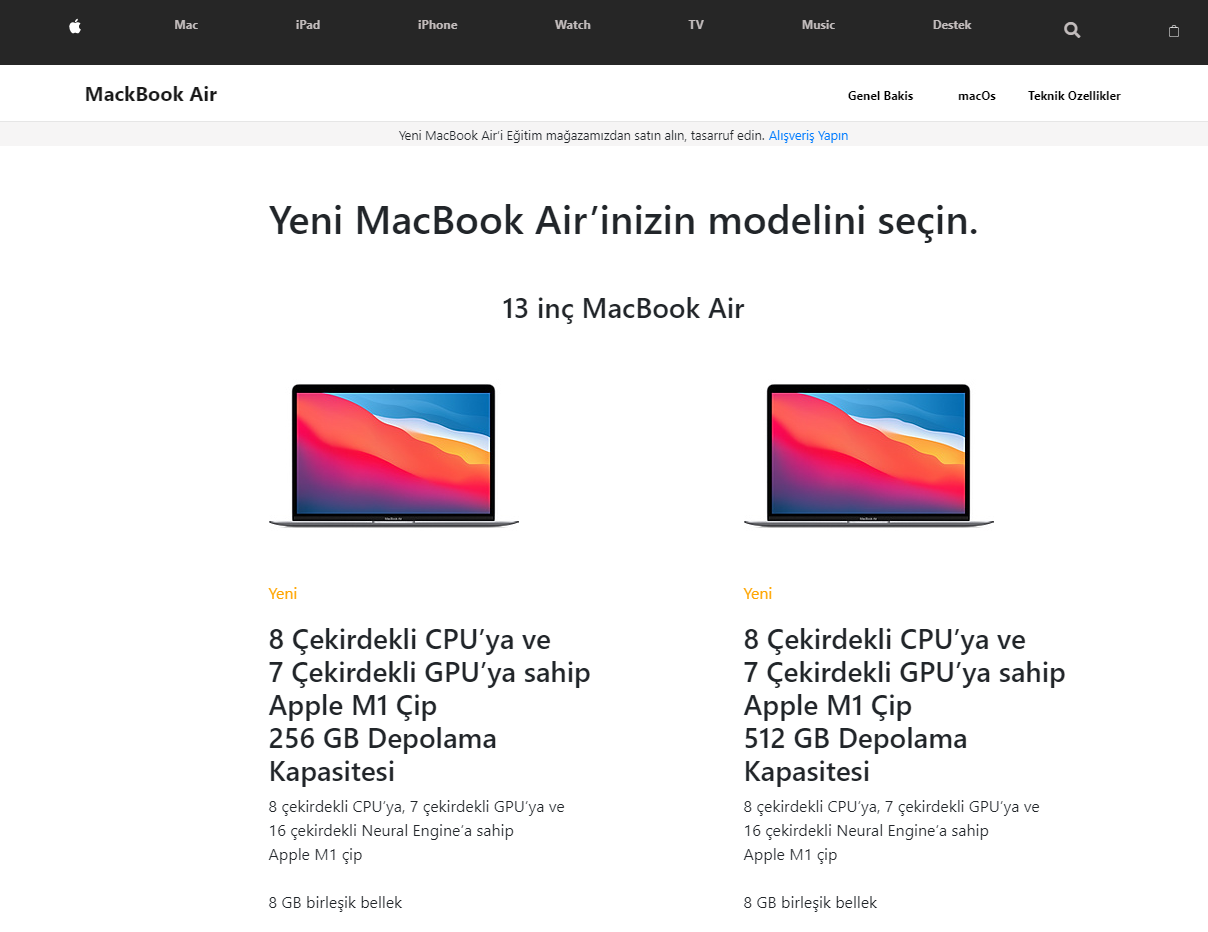 Mac iPad iPhone Watch TV Music Destek
MackBook Air Genel Bakis macOs Teknik Ozellikler
Yeni MacBook Air'i Eğitim mağazamızdan satın alın, tasarruf edin. Alışveriş Yapın
Yeni MacBook Air’inizin modelini seçin.
13 inç MacBook Air
MacBook Air
MacBook Air
Yeni
8 Çekirdekli CPU’ya ve
7 Çekirdekli GPU’ya sahip
Apple M1 Çip
256 GB Depolama
Kapasitesi
8 çekirdekli CPU’ya, 7 çekirdekli GPU’ya ve
16 çekirdekli Neural Engine’a sahip
Apple M1 çip
8 GB birleşik bellek
Yeni
8 Çekirdekli CPU’ya ve
7 Çekirdekli GPU’ya sahip
Apple M1 Çip
512 GB Depolama
Kapasitesi
8 çekirdekli CPU’ya, 7 çekirdekli GPU’ya ve
16 çekirdekli Neural Engine’a sahip
Apple M1 çip
8 GB birleşik bellek